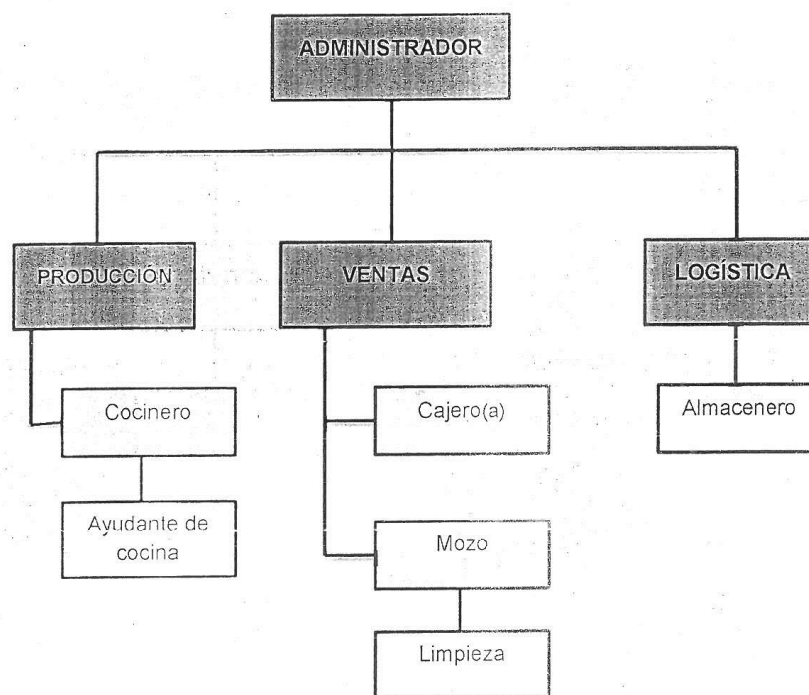 ADMINISTRADOR
PRODUCCIÓN
VENTAS
LOGÍSTICA
Cocinero
Cajero(a)
Almacenero
Ayudante de
cocina
Mozo
Limpieza